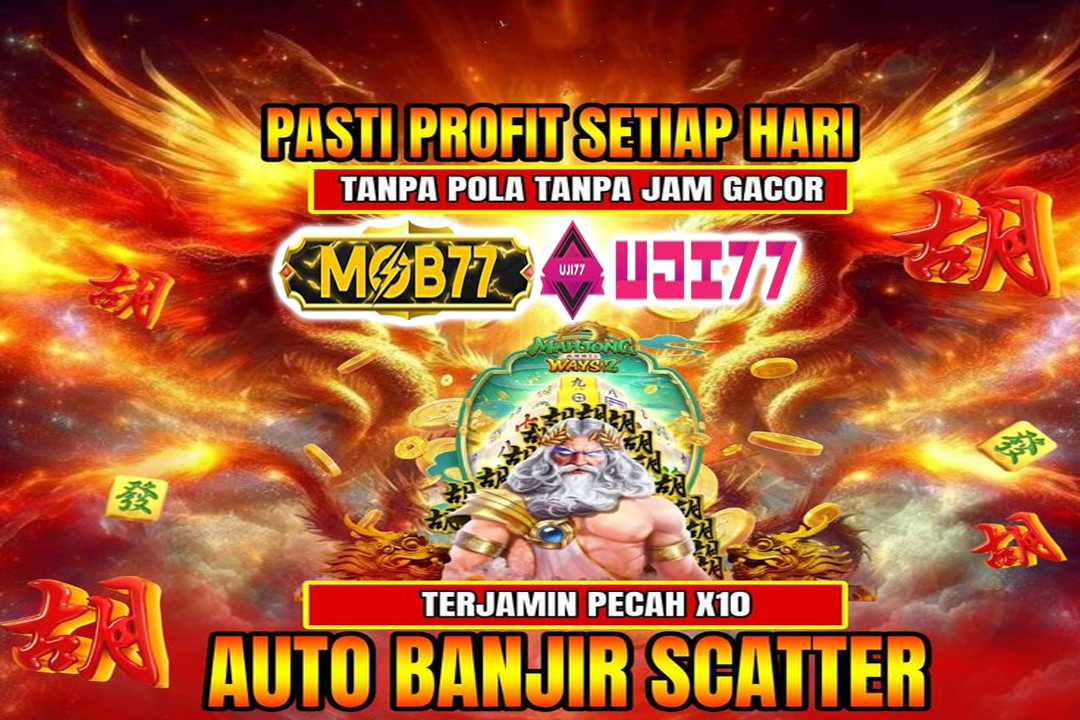 PASTI PROFIT SETIAP HARI
TANPA POLA TANPA JAM GACOR
MOB77 UJI77 UJI77
MAHJONG
WAYS 2
胡 胡
發 發
胡 胡
TERJAMIN PECAH X10
AUTO BANJIR SCATTER